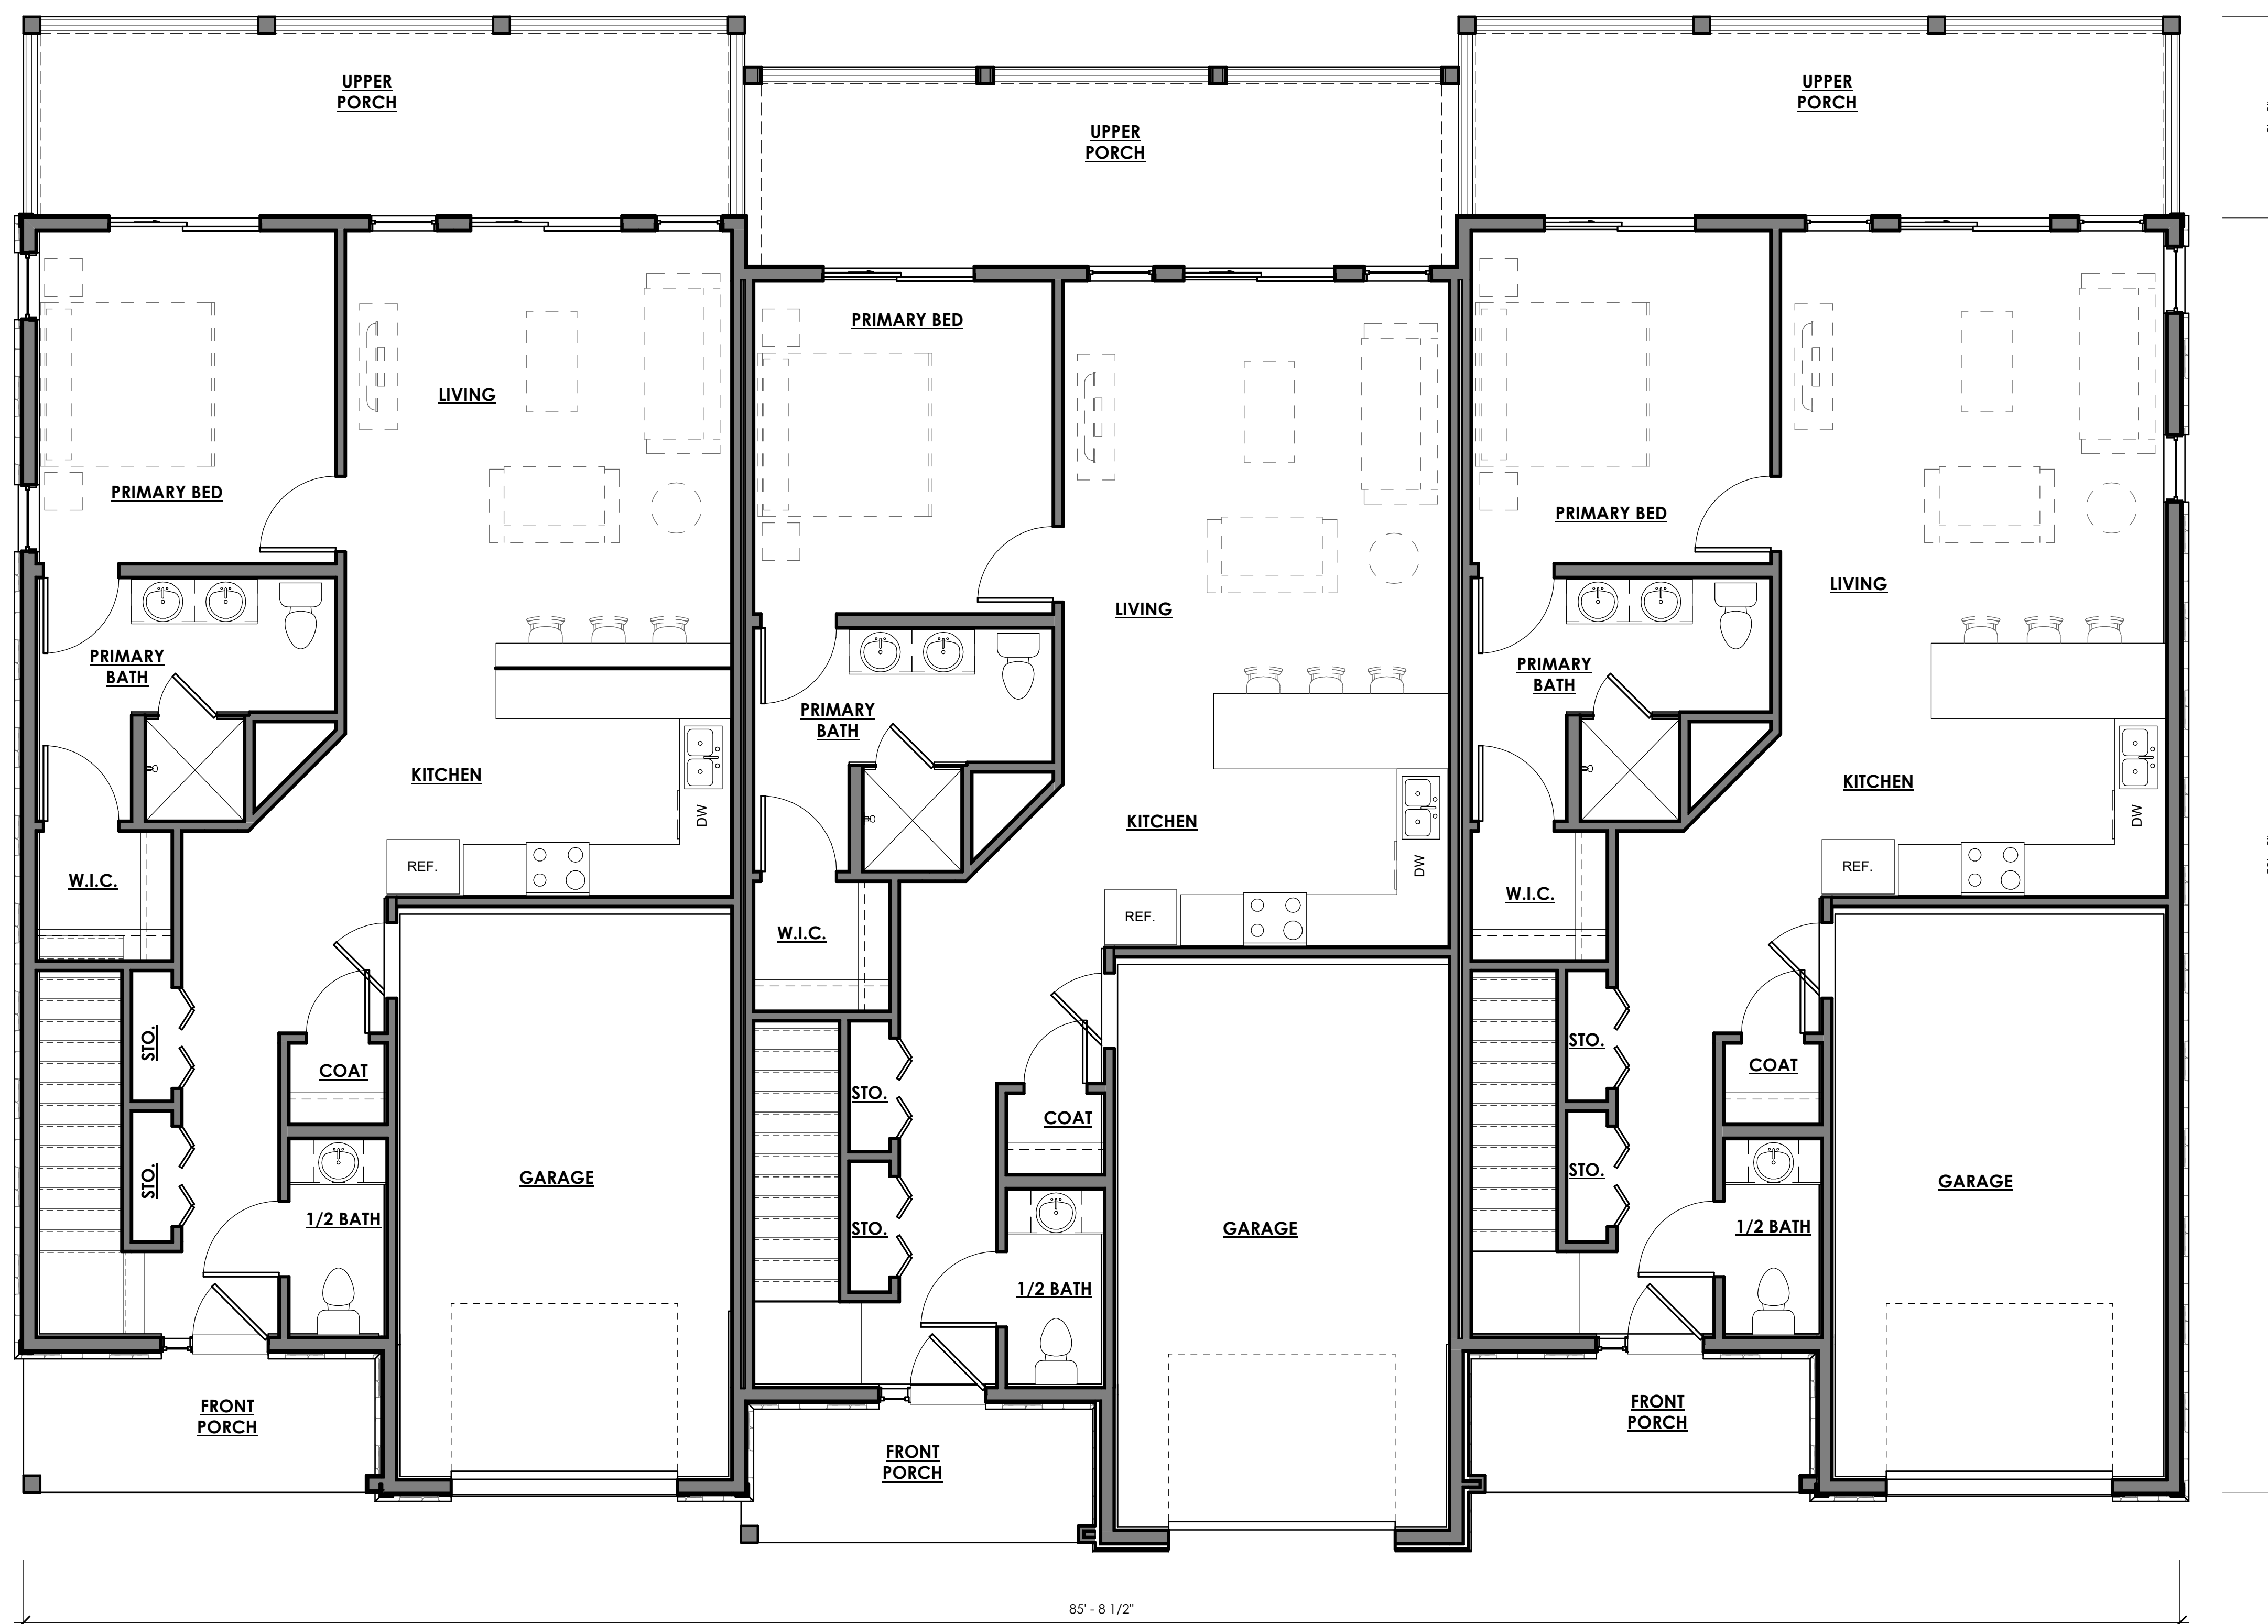 UPPER
PORCH
UPPER
PORCH
UPPER
PORCH
PRIMARY BED
LIVING
PRIMARY BED
PRIMARY BED
LIVING
LIVING
PRIMARY
BATH
PRIMARY
BATH
PRIMARY
BATH
KITCHEN
KITCHEN
KITCHEN
DW
DW
DW
REF.
REF.
REF.
W.I.C.
W.I.C.
W.I.C.
STO.
COAT
STO.
COAT
STO.
COAT
STO.
1/2 BATH
GARAGE
STO.
1/2 BATH
GARAGE
STO.
1/2 BATH
GARAGE
FRONT
PORCH
FRONT
PORCH
FRONT
PORCH
85' - 8 1/2"